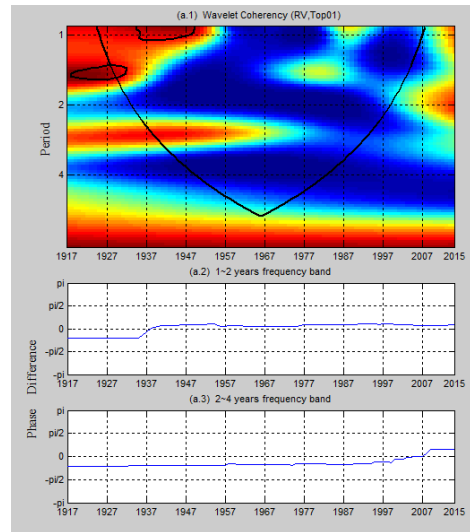 (a.1) Wavelet Coherency (RV,Top01)
Period
1
2
4
1917 1927 1937 1947 1957 1967 1977 1987 1997 2007 2015
(a.2) 1~2 years frequency band
Phase Difference
pi
pi/2
0
-pi/2
-pi
1917 1927 1937 1947 1957 1967 1977 1987 1997 2007 2015
(a.3) 2~4 years frequency band
pi
pi/2
0
-pi/2
-pi
1917 1927 1937 1947 1957 1967 1977 1987 1997 2007 2015